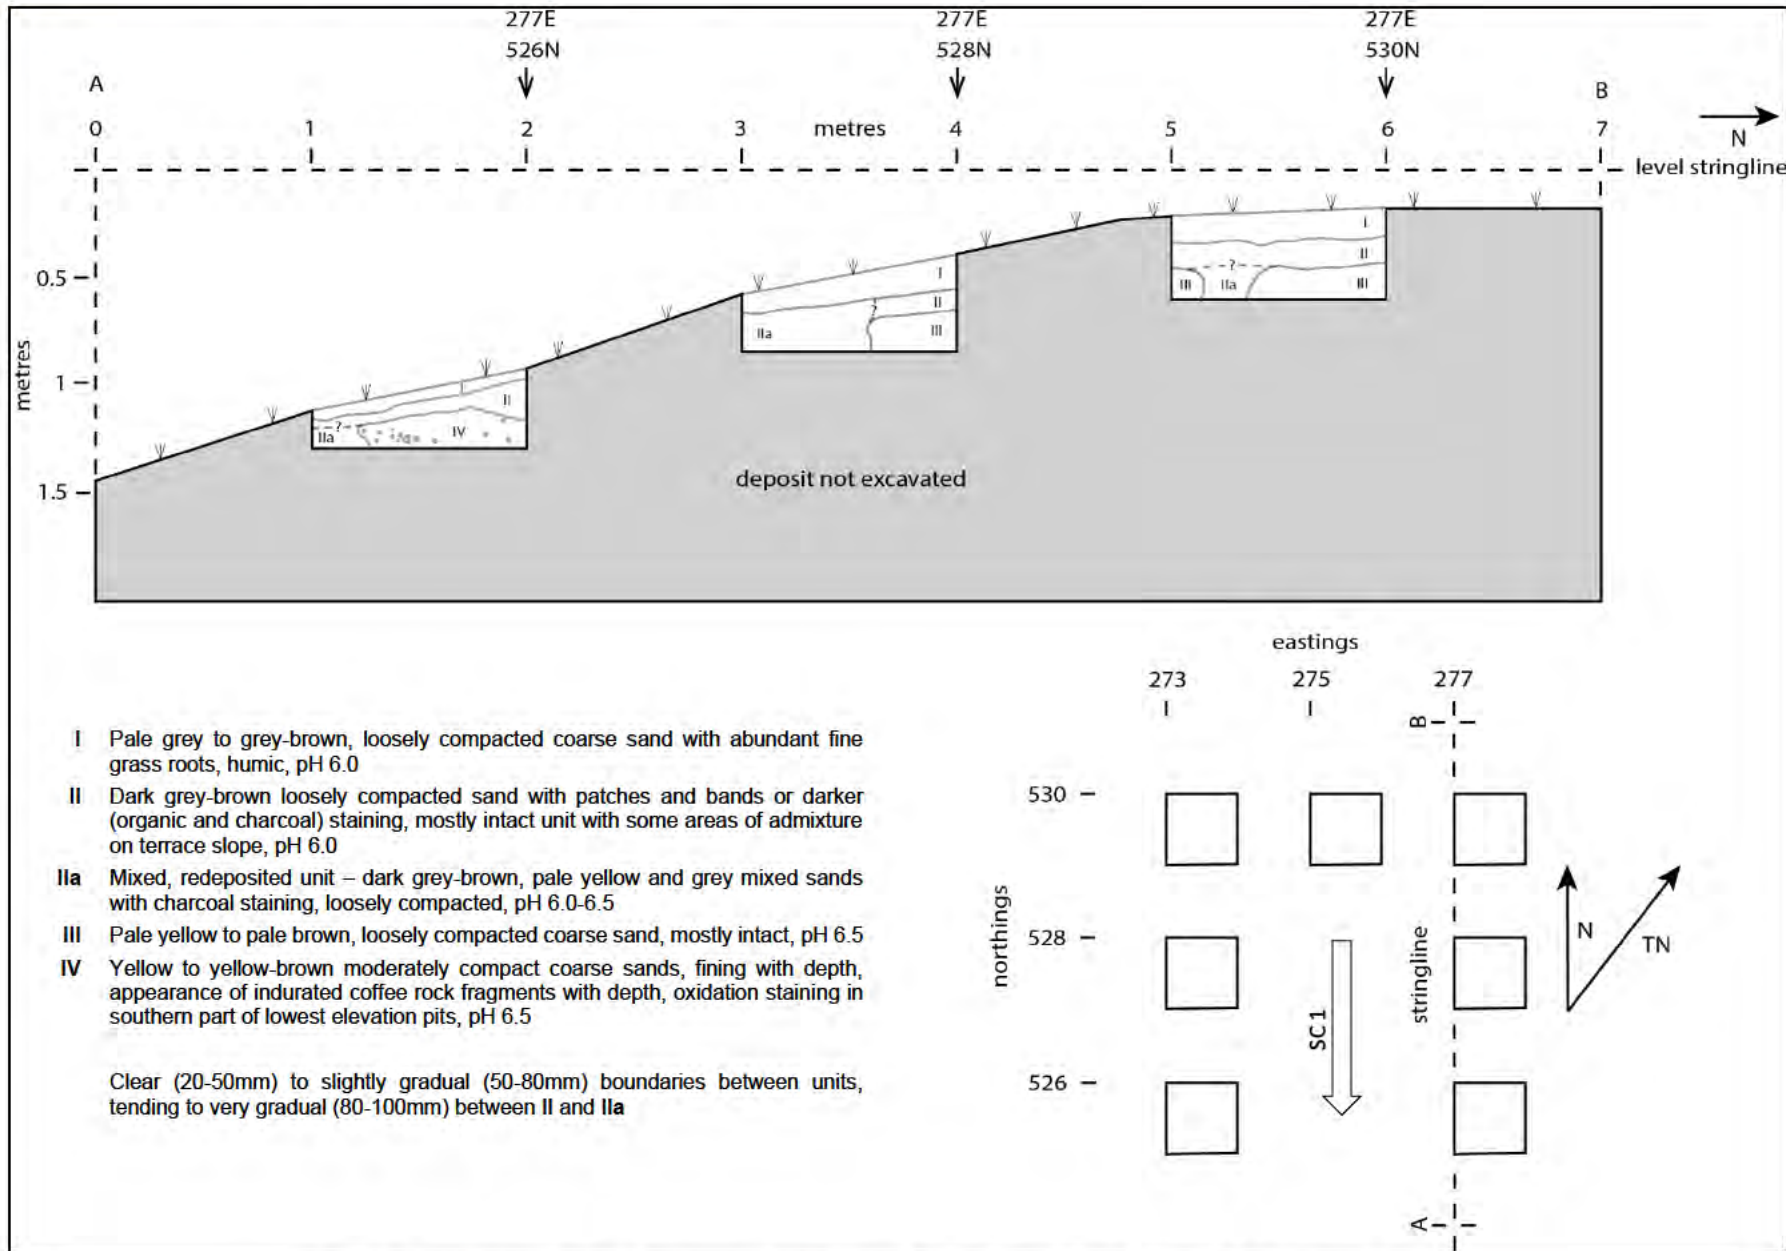 277E 277E 277E
526N 528N 530N
A B
0 1 2 3 metres 4 5 6 7
N
level stringline
0.5
1
1.5
metres
I
II
IIa
?
IV
I
II
?
IIa
III
I
II
?
III
IIa
III
deposit not excavated
I Pale grey to grey-brown, loosely compacted coarse sand with abundant fine
grass roots, humic, pH 6.0
II Dark grey-brown loosely compacted sand with patches and bands or darker
(organic and charcoal) staining, mostly intact unit with some areas of admixture
on terrace slope, pH 6.0
IIa Mixed, redeposited unit – dark grey-brown, pale yellow and grey mixed sands
with charcoal staining, loosely compacted, pH 6.0-6.5
III Pale yellow to pale brown, loosely compacted coarse sand, mostly intact, pH 6.5
IV Yellow to yellow-brown moderately compact coarse sands, fining with depth,
appearance of indurated coffee rock fragments with depth, oxidation staining in
southern part of lowest elevation pits, pH 6.5
Clear (20-50mm) to slightly gradual (50-80mm) boundaries between units,
tending to very gradual (80-100mm) between II and IIa
eastings
273 275 277
B
530
528
526
northings
SC1
stringline
N
TN
A